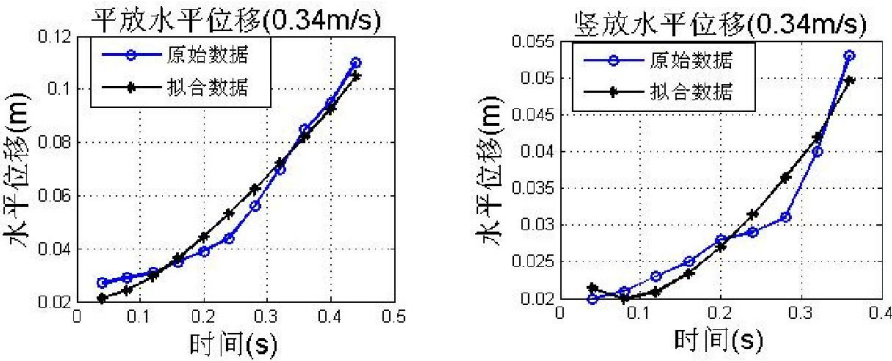 平放水平位移(0.34m/s)
水平位移(m)
0.12
0.1
0.08
0.06
0.04
0.02
原始数据
拟合数据
0 0.1 0.2 0.3 0.4 0.5
时间(s)
竖放水平位移(0.34m/s)
水平位移(m)
0.055
0.05
0.045
0.04
0.035
0.03
0.025
0.02
原始数据
拟合数据
0 0.1 0.2 0.3 0.4
时间(s)